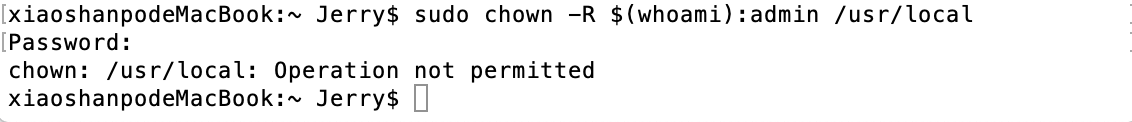 [xiaoshanpodeMacBook:~ Jerry$ sudo chown -R $(whoami):admin /usr/local
[Password:
chown: /usr/local: Operation not permitted
xiaoshanpodeMacBook:~ Jerry$